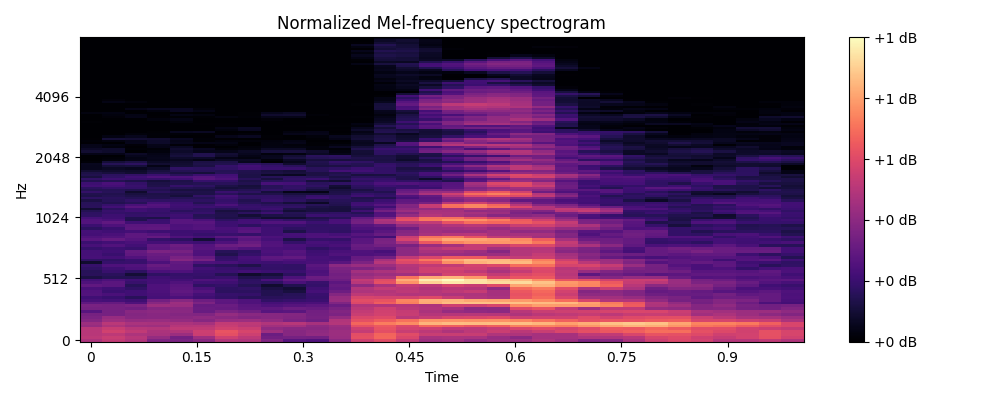 Normalized Mel-frequency spectrogram
Hz
4096
2048
1024
512
0
0 0.15 0.3 0.45 0.6 0.75 0.9
Time
+1 dB
+1 dB
+1 dB
+0 dB
+0 dB
+0 dB